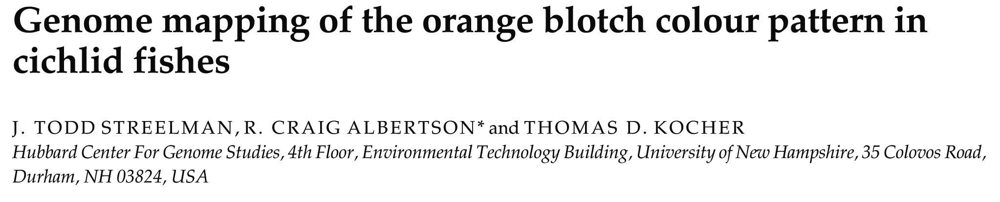 Genome mapping of the orange blotch colour pattern in
cichlid fishes
J. TODD STREELMAN, R. CRAIG ALBERTSON* and THOMAS D. KOCHER
Hubbard Center For Genome Studies, 4th Floor, Environmental Technology Building, University of New Hampshire, 35 Colovos Road,
Durham, NH 03824, USA